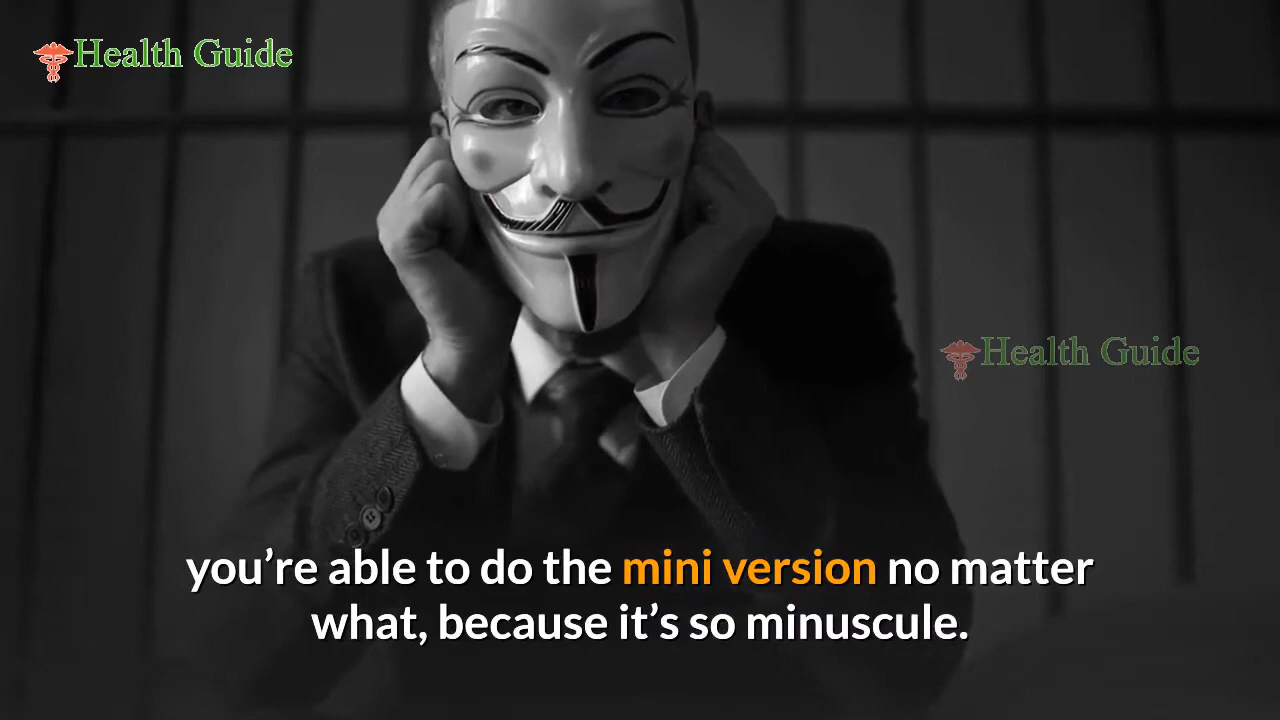 Health Guide
Health Guide
you’re able to do the mini version no matter
what, because it’s so minuscule.